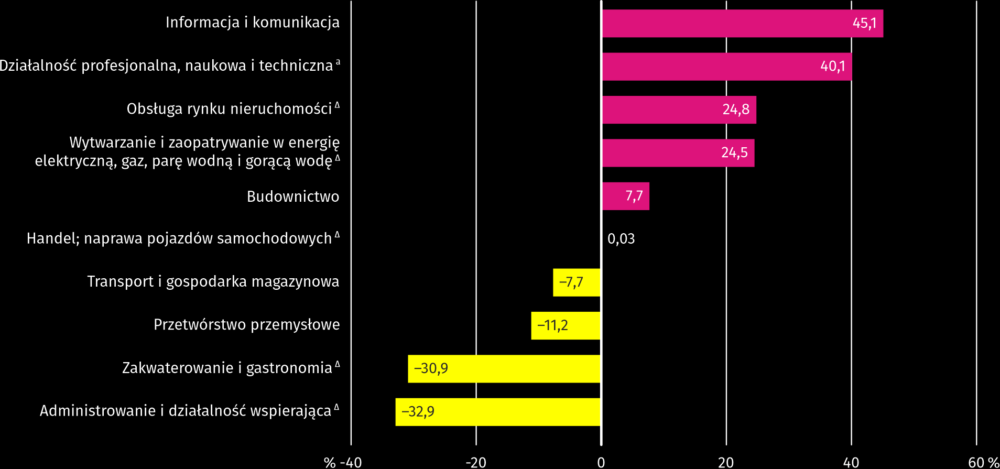 Informacja i komunikacja 45,1
Działalność profesjonalna, naukowa i techniczna ª 40,1
Obsługa rynku nieruchomości Δ 24,8
Wytwarzanie i zaopatrywanie w energię
elektryczną, gaz, parę wodną i gorącą wodę Δ 24,5
Budownictwo 7,7
Handel; naprawa pojazdów samochodowych Δ 0,03
Transport i gospodarka magazynowa –7,7
Przetwórstwo przemysłowe –11,2
Zakwaterowanie i gastronomia Δ –30,9
Administrowanie i działalność wspierająca Δ –32,9
% -40 -20 0 20 40 60 %